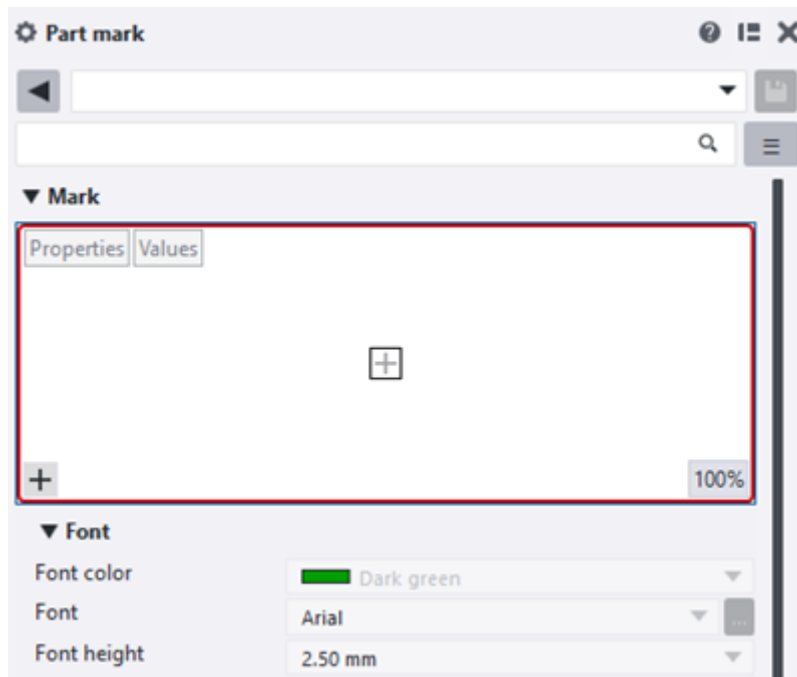 Part mark
Mark
Properties Values
100%
Font
Font color Dark green
Font Arial ...
Font height 2.50 mm